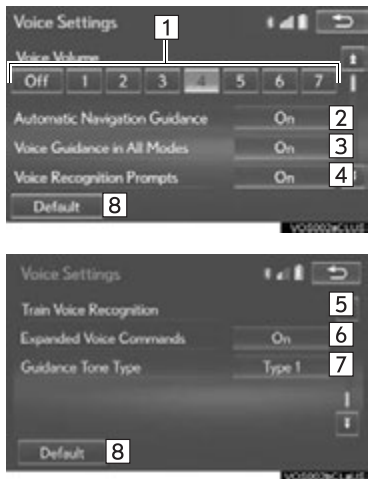 Voice Settings
1
Voice Volume
Off 1 2 3 4 5 6 7
Automatic Navigation Guidance On 2
Voice Guidance in All Modes On 3
Voice Recognition Prompts On 4
Default 8
Voice Settings
Train Voice Recognition 5
Expanded Voice Commands On 6
Guidance Tone Type Type 1 7
Default 8